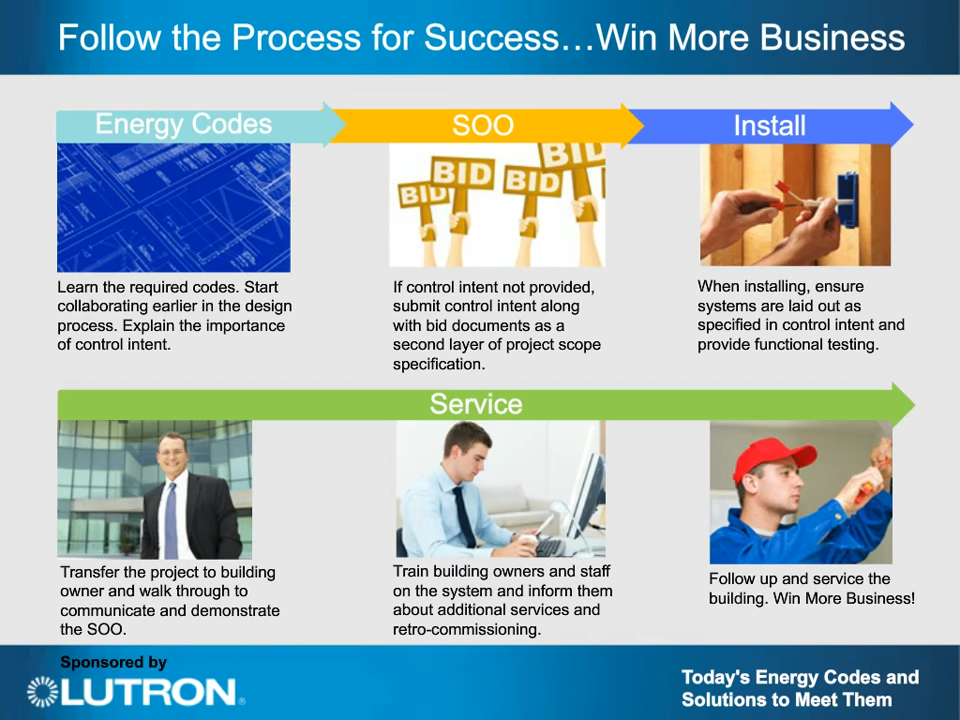 Follow the Process for Success…Win More Business
Energy Codes
SOO
Install
BID
BID
BID
BID
Learn the required codes. Start
collaborating earlier in the design
process. Explain the importance
of control intent.
If control intent not provided,
submit control intent along
with bid documents as a
second layer of project scope
specification.
When installing, ensure
systems are laid out as
specified in control intent and
provide functional testing.
Service
Transfer the project to building
owner and walk through to
communicate and demonstrate
the SOO.
Train building owners and staff
on the system and inform them
about additional services and
retro-commissioning.
Follow up and service the
building. Win More Business!
Sponsored by
LUTRON®
Today's Energy Codes and
Solutions to Meet Them